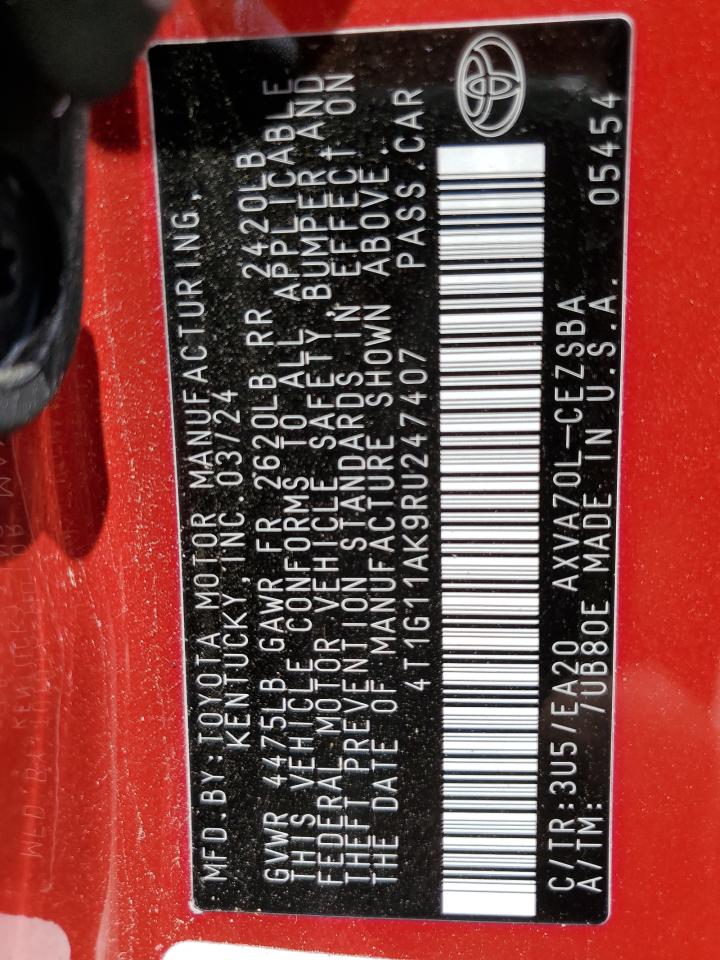 MFD.BY:TOYOTA MOTOR MANUFACTURING,
KENTUCKY,INC.03/24
GVWR 4475LB GAWR FR 2620LB RR 2420LB
THIS VEHICLE CONFORMS TO ALL APPLICABLE
FEDERAL MOTOR VEHICLE SAFETY, BUMPER, AND
THEFT PREVENTION STANDARDS IN EFFECT ON
THE DATE OF MANUFACTURE SHOWN ABOVE.
4T1G11AK9RU247407 PASS.CAR
C/TR:3U5/EA20 AXVA70L-CEZSBA 05454
A/TM: /UB80E MADE IN U.S.A.